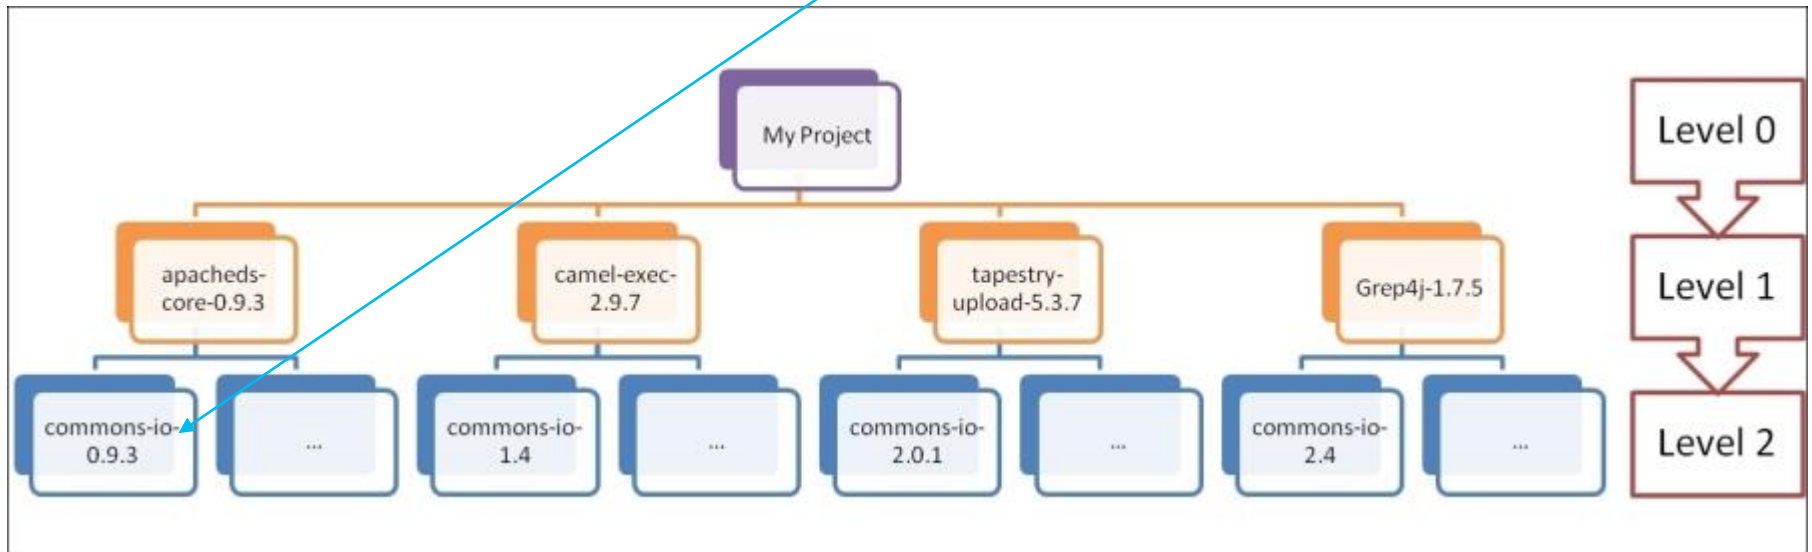 My Project
Level 0
apacheds-
core-0.9.3
camel-exec-
2.9.7
tapestry-
upload-5.3.7
Grep4j-1.7.5
Level 1
commons-io-
0.9.3
...
commons-io-
1.4
...
commons-io-
2.0.1
...
commons-io-
2.4
...
Level 2